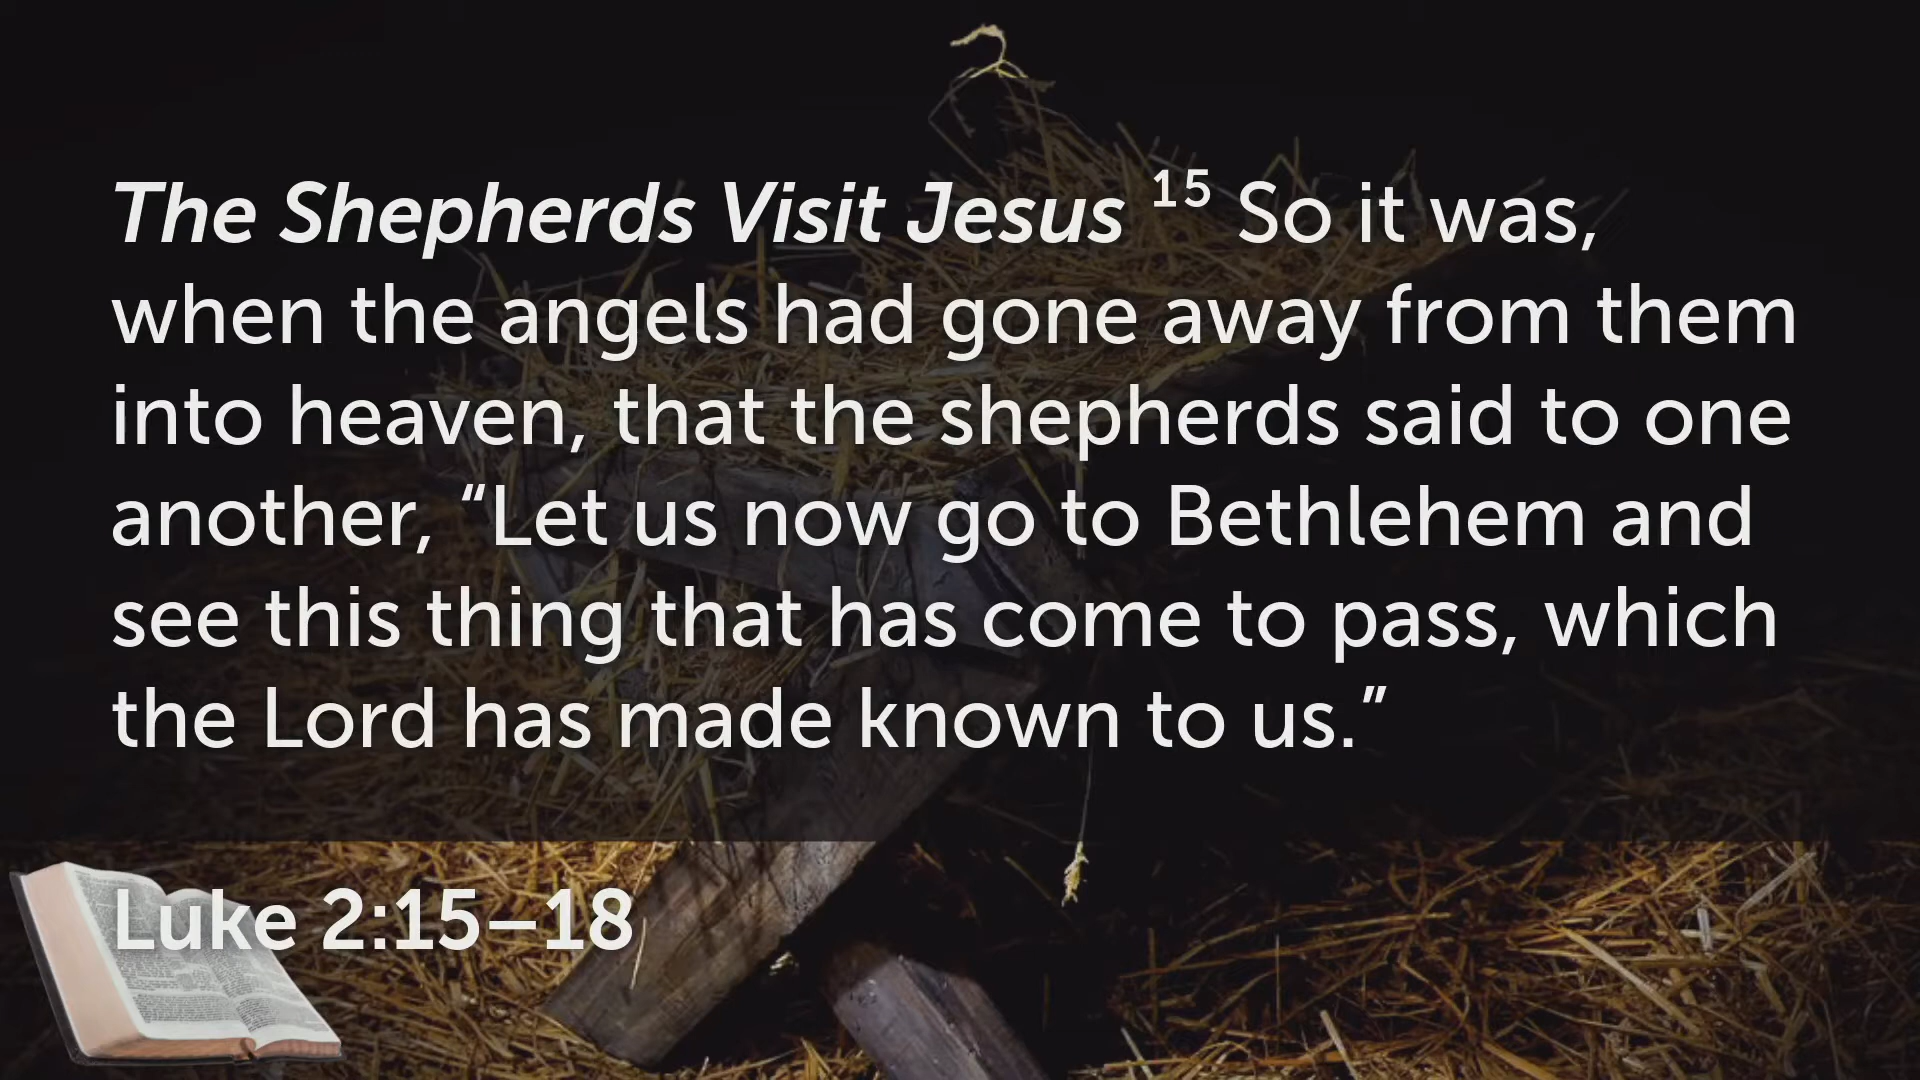 The Shepherds Visit Jesus 15 So it was,
when the angels had gone away from them
into heaven, that the shepherds said to one
another, “Let us now go to Bethlehem and
see this thing that has come to pass, which
the Lord has made known to us.”
Luke 2:15–18